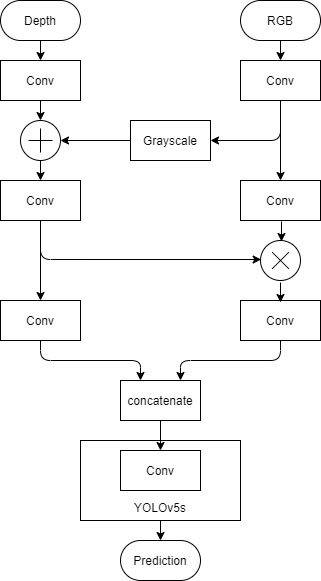 Depth
RGB
Conv
Conv
Grayscale
Conv
Conv
Conv
Conv
concatenate
Conv
YOLOv5s
Prediction